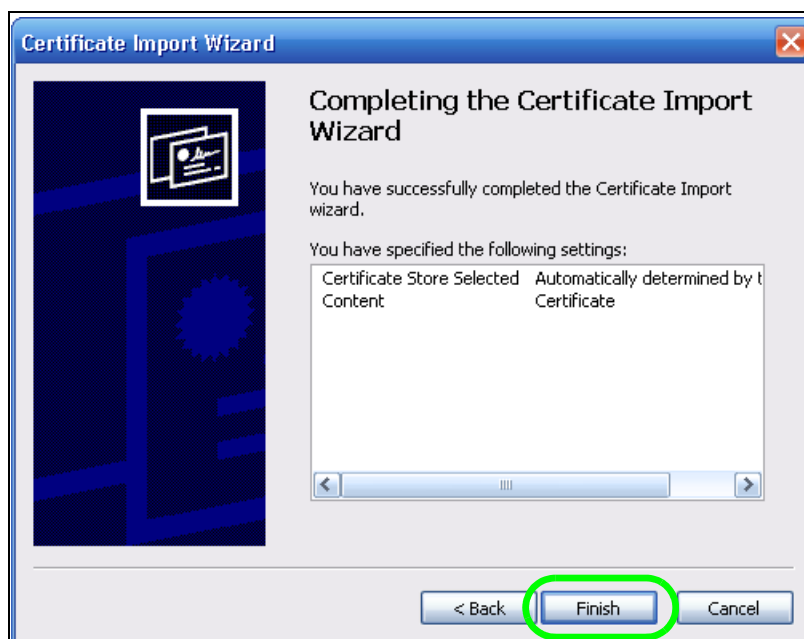 Certificate Import Wizard
Completing the Certificate Import
Wizard
You have successfully completed the Certificate Import
wizard.
You have specified the following settings:
Certificate Store Selected Automatically determined by t
Content Certificate
< Back Finish Cancel